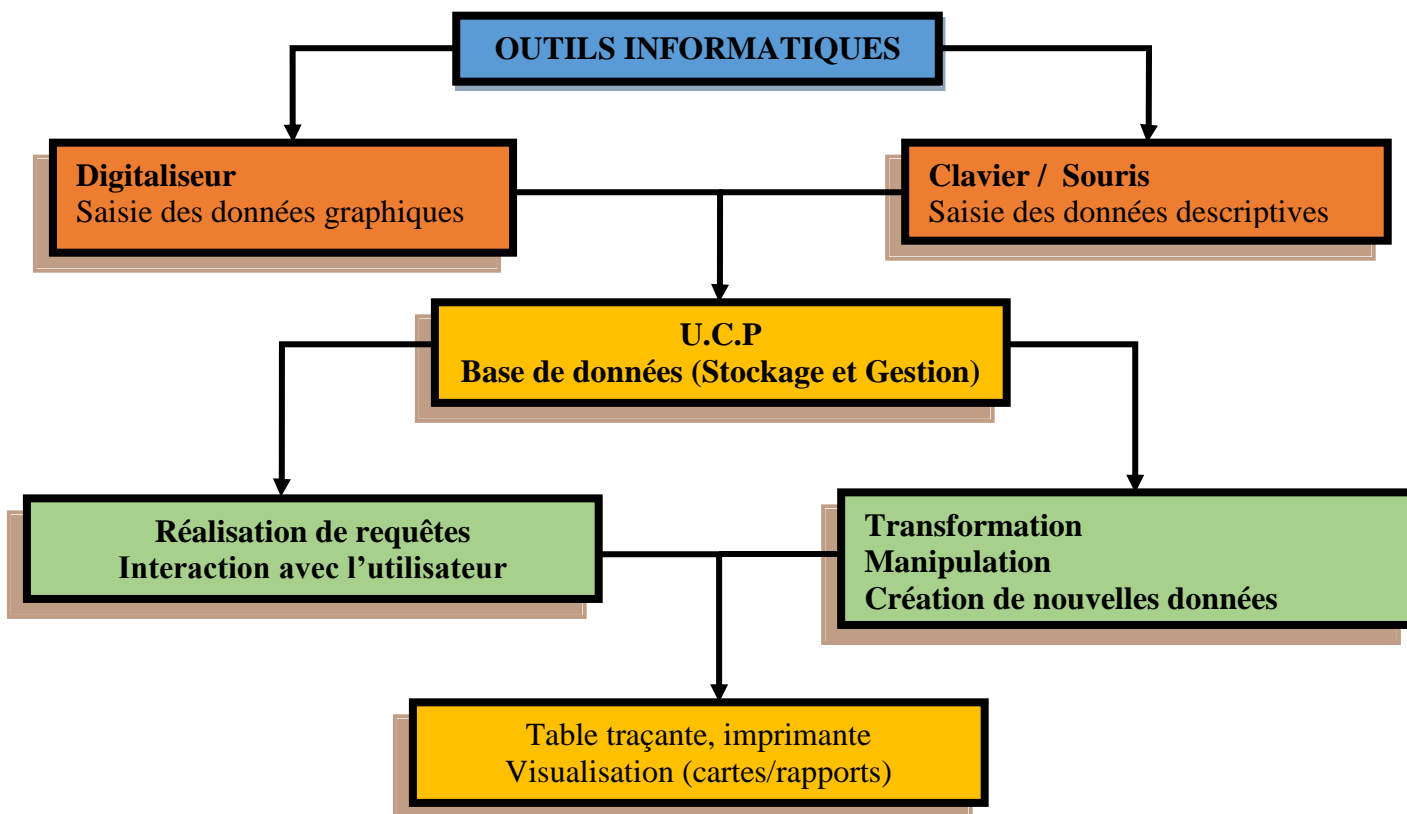 OUTILS INFORMATIQUES
Digitaliseur
Saisie des données graphiques
Clavier / Souris
Saisie des données descriptives
U.C.P
Base de données (Stockage et Gestion)
Réalisation de requêtes
Interaction avec l’utilisateur
Transformation
Manipulation
Création de nouvelles données
Table traçante, imprimante
Visualisation (cartes/rapports)